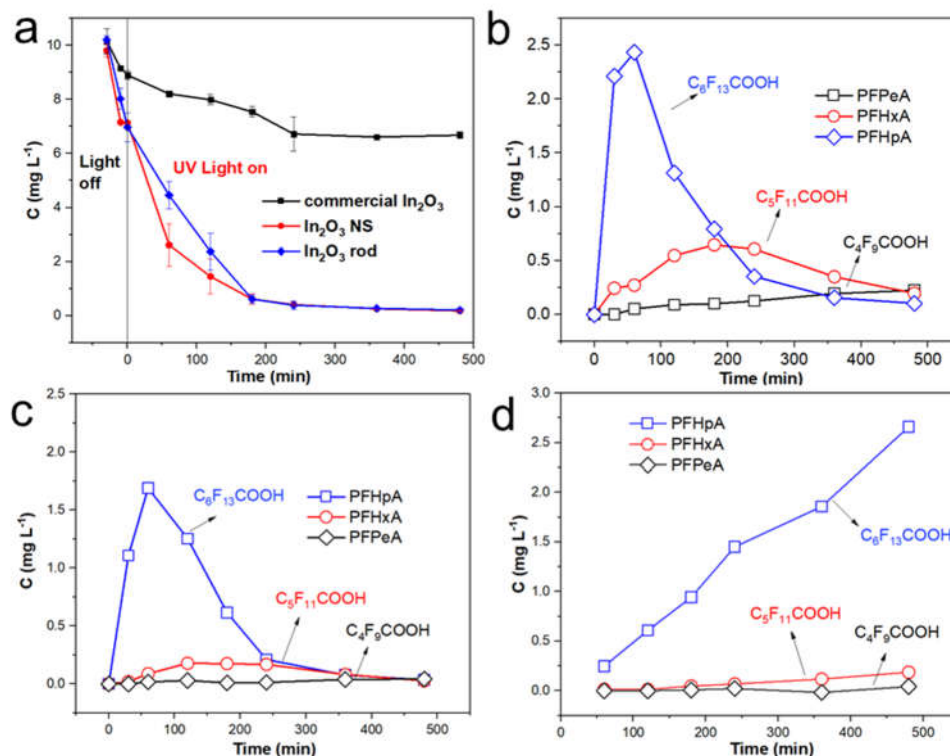 a
C (mg L⁻¹)
10
8
6
4
2
0
Light off
UV Light on
commercial In₂O₃
In₂O₃ NS
In₂O₃ rod
0 100 200 300 400 500
Time (min)
b
C (mg L⁻¹)
2.5
2.0
1.5
1.0
0.5
0.0
C₆F₁₃COOH
PFPeA
PFHxA
PFHpA
C₅F₁₁COOH
C₄F₉COOH
0 100 200 300 400 500
Time (min)
c
C (mg L⁻¹)
2.5
2.0
1.5
1.0
0.5
0.0
C₆F₁₃COOH
PFHpA
PFHxA
PFPeA
C₅F₁₁COOH
C₄F₉COOH
0 100 200 300 400 500
Time (min)
d
C (mg L⁻¹)
3.0
2.5
2.0
1.5
1.0
0.5
0.0
PFHpA
PFHxA
PFPeA
C₆F₁₃COOH
C₅F₁₁COOH
C₄F₉COOH
0 100 200 300 400 500
Time (min)